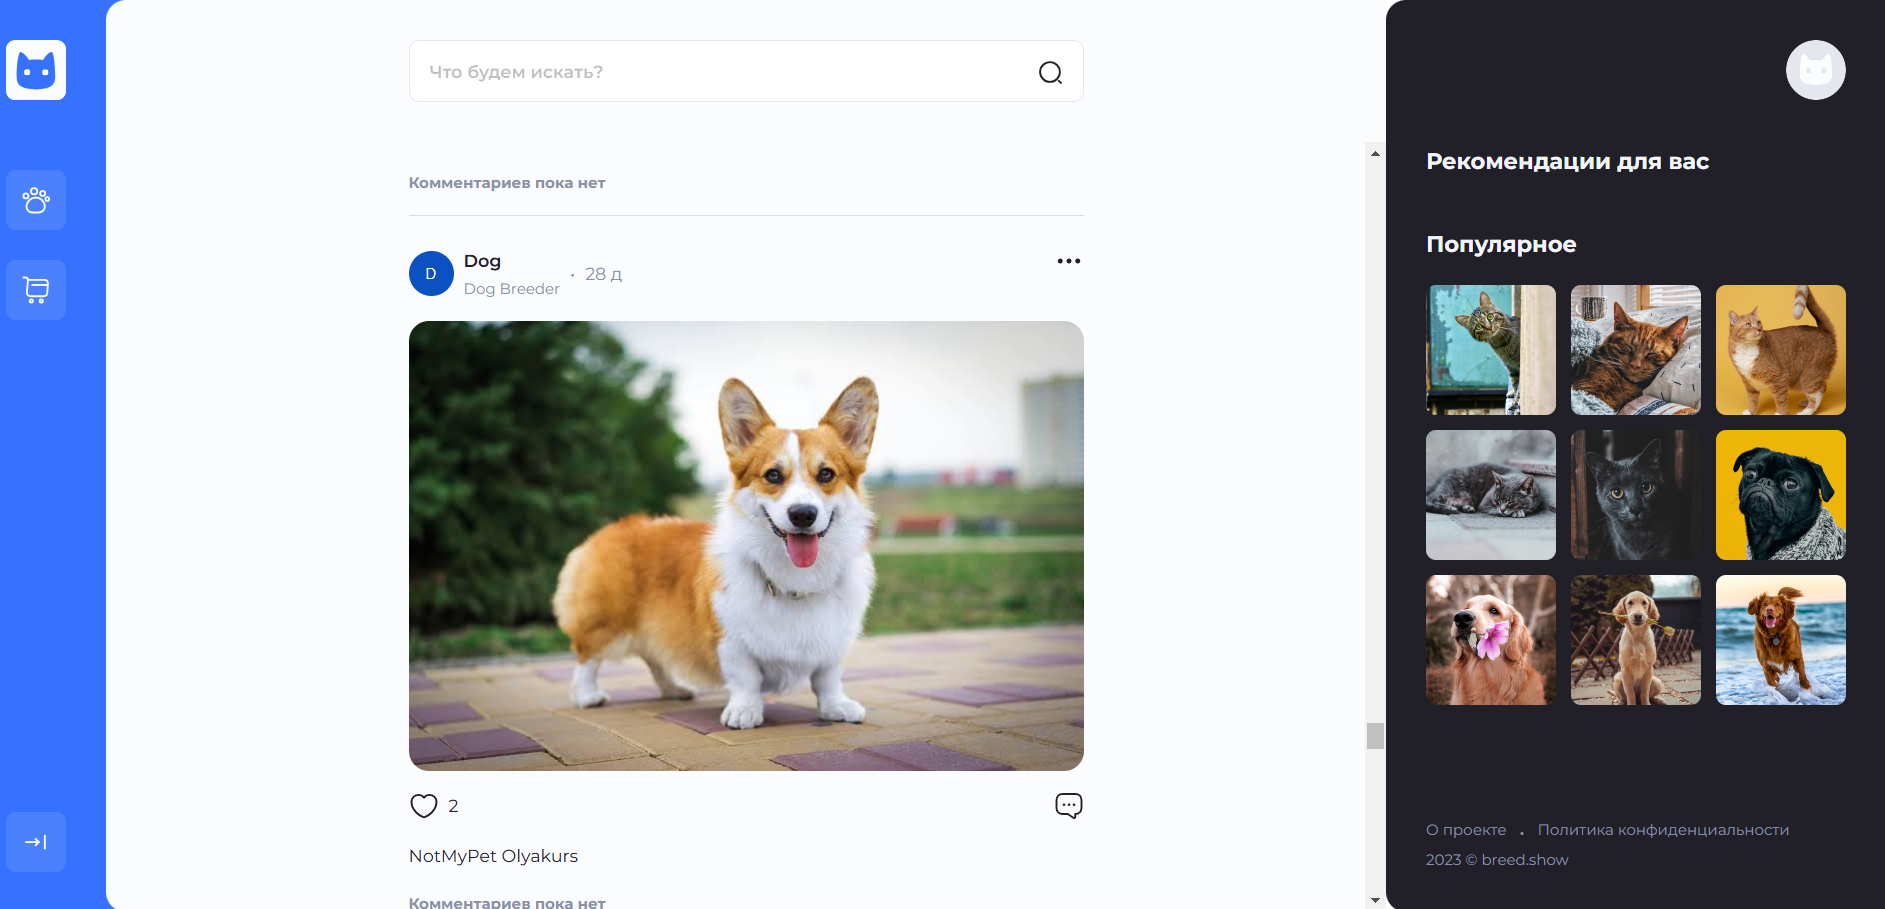 Что будем искать?
Комментариев пока нет
D
Dog
Dog Breeder
• 28 д
2
NotMyPet Olyakurs
Комментариев пока нет
Рекомендации для вас
Популярное
О проекте • Политика конфиденциальности
2023 © breed.show